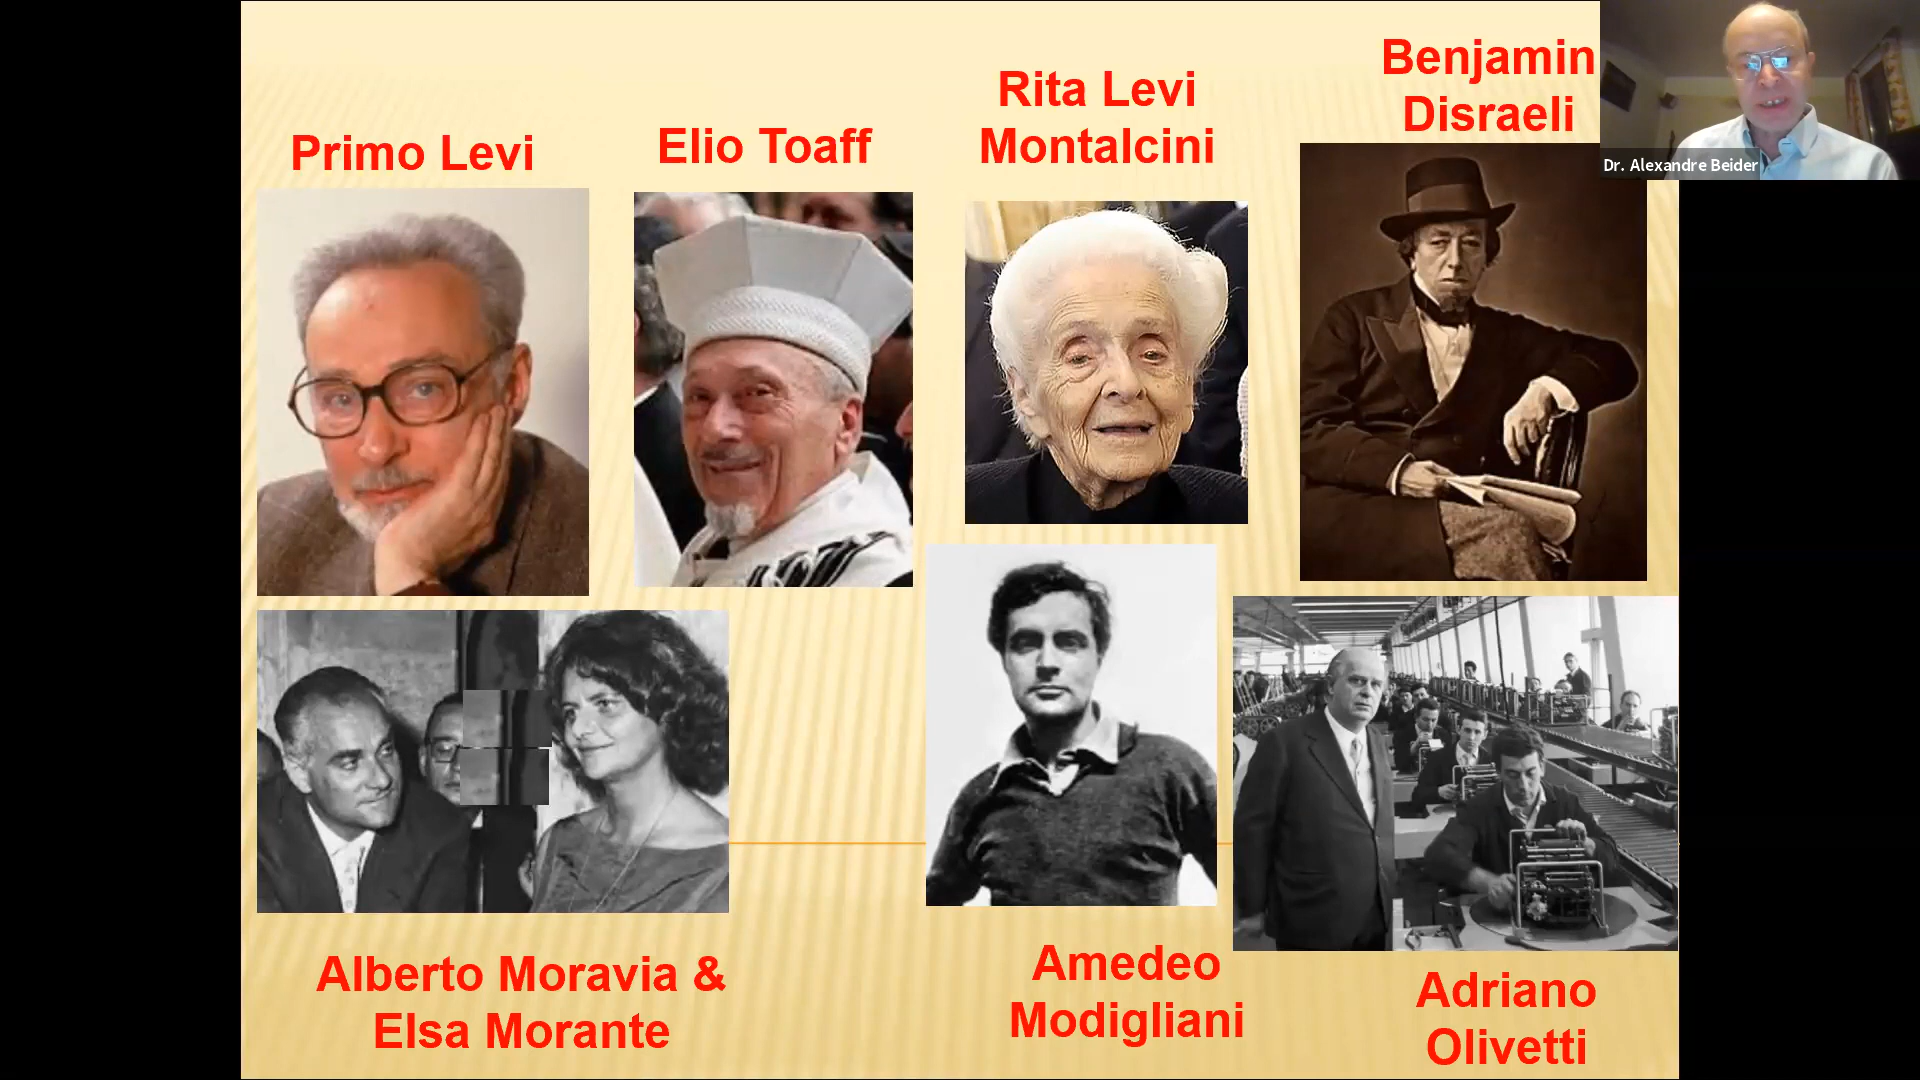 Primo Levi
Elio Toaff
Rita Levi
Montalcini
Benjamin
Disraeli
Dr. Alexandre Beider
Alberto Moravia &
Elsa Morante
Amedeo
Modigliani
Adriano
Olivetti